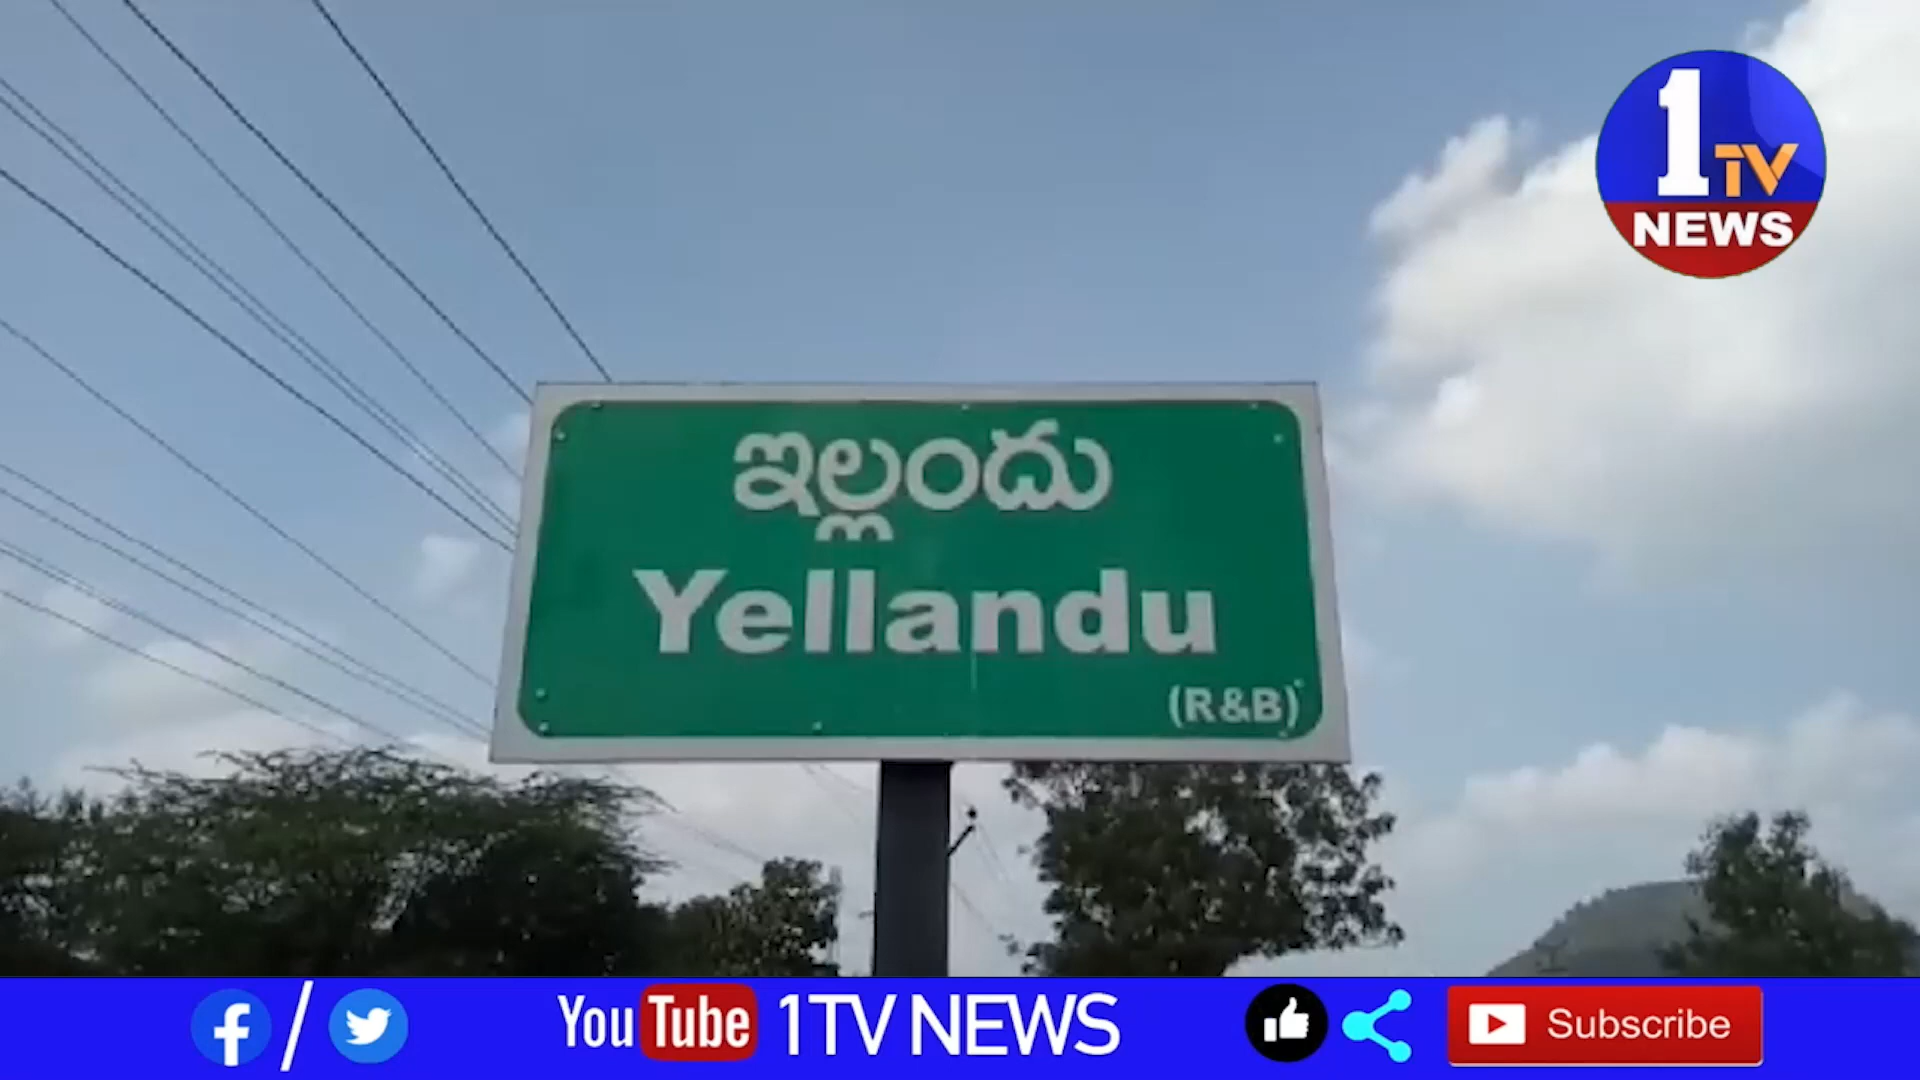 1TV
NEWS
ఇల్లందు
Yellandu
(R&B)
YouTube 1TV NEWS
Subscribe